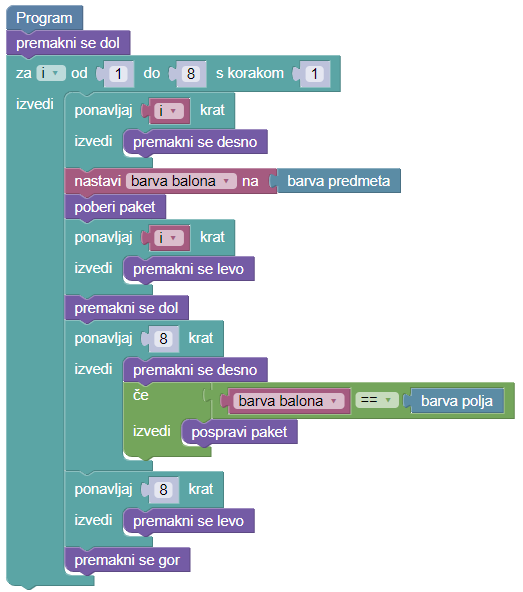 Program
premakni se dol
za i od 1 do 8 s korakom 1
izvedi
ponavljaj i krat
izvedi premakni se desno
nastavi barva balona na barva predmeta
poberi paket
ponavljaj i krat
izvedi premakni se levo
premakni se dol
ponavljaj 8 krat
izvedi premakni se desno
če barva balona == barva polja
izvedi pospravi paket
ponavljaj 8 krat
izvedi premakni se levo
premakni se gor